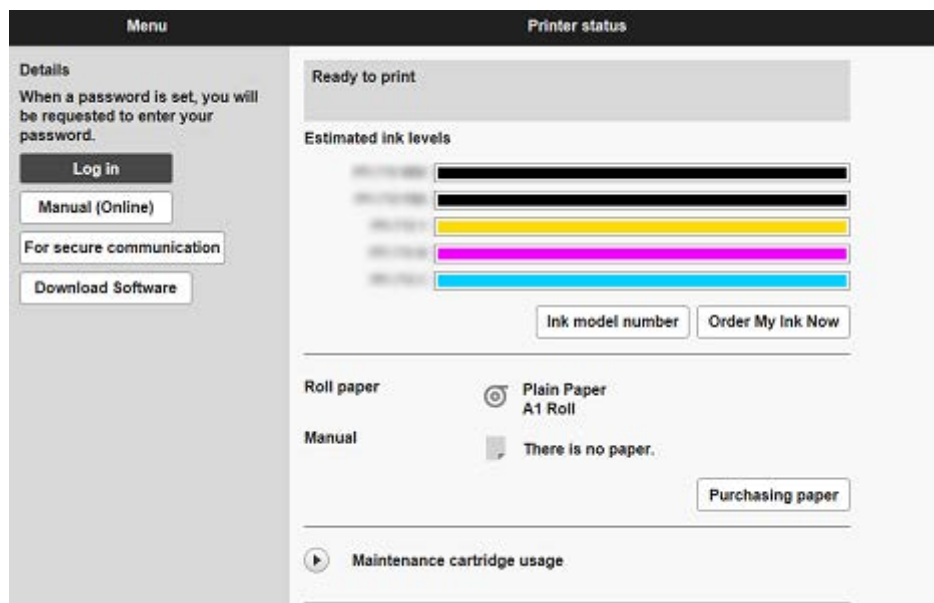 Menu
Printer status
Details
When a password is set, you will
be requested to enter your
password.
Log in
Manual (Online)
For secure communication
Download Software
Ready to print
Estimated ink levels
Ink model number
Order My Ink Now
Roll paper
Plain Paper
A1 Roll
Manual
There is no paper.
Purchasing paper
Maintenance cartridge usage